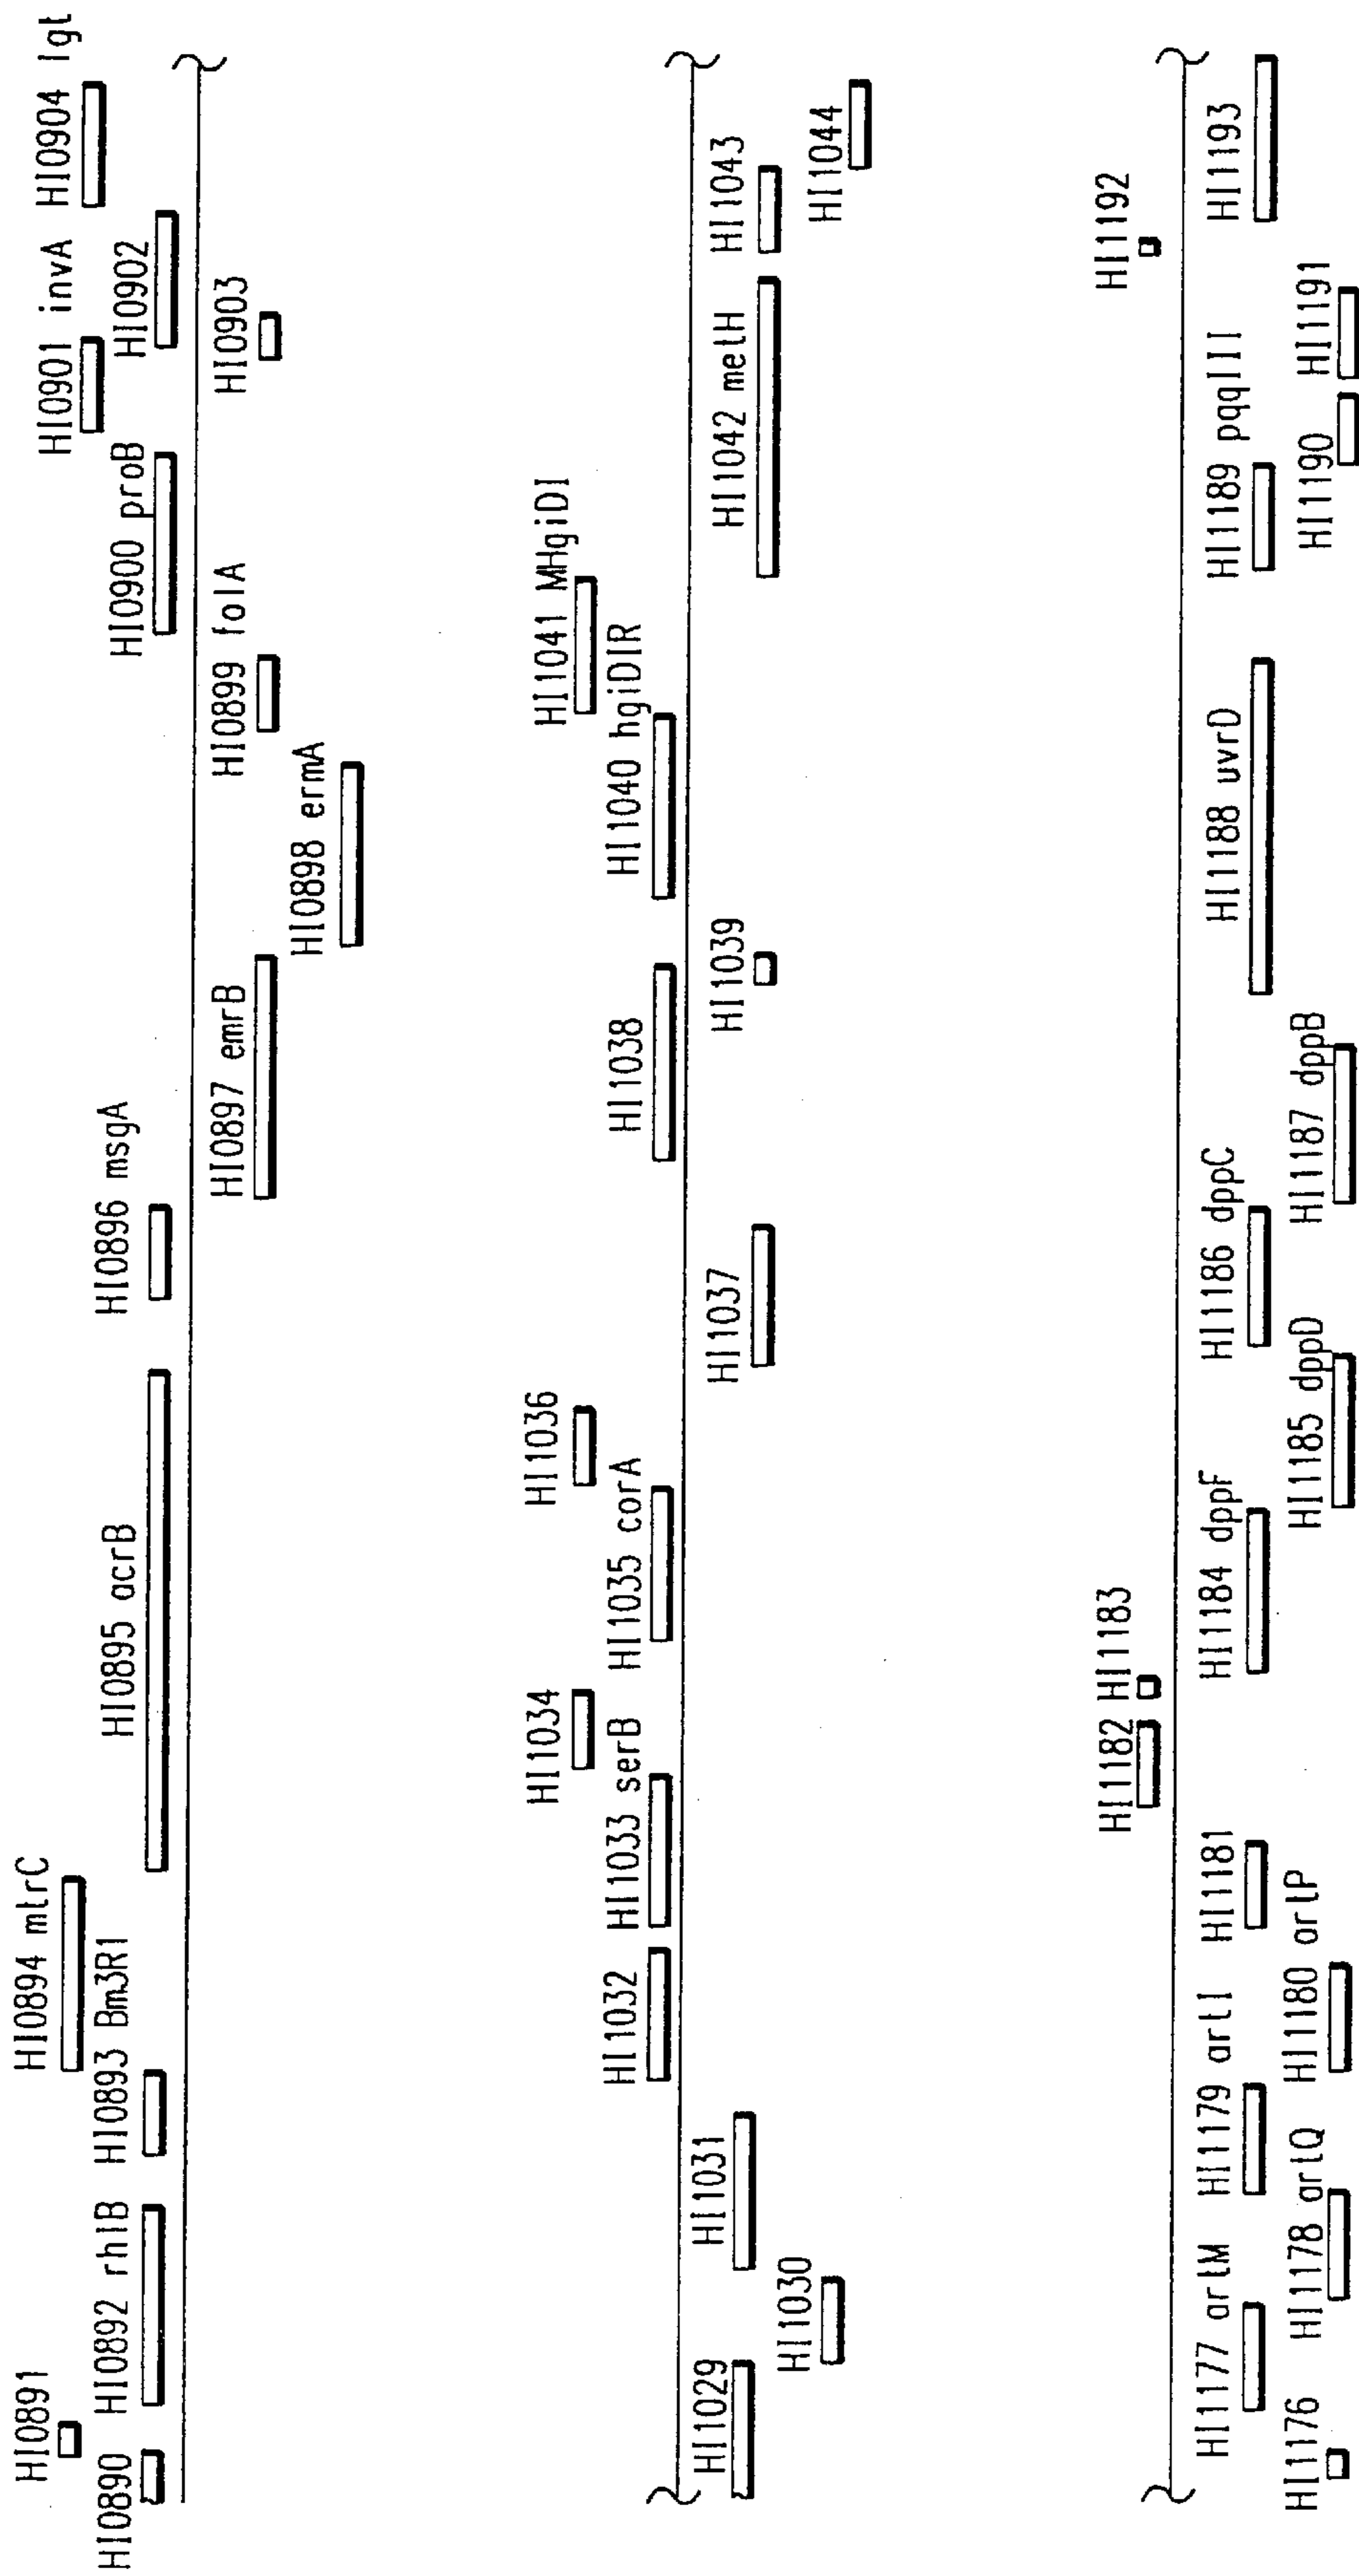 HI0890
HI0891
HI0892 rhlB
HI0893 Bm3R1
HI0894 mtrC
HI0895 acrB
HI0896 msgA
HI0897 emrB
HI0898 ermA
HI0899 folA
HI0900 proB
HI0901 invA
HI0902
HI0903
HI0904 lgt
HI1029
HI1030
HI1031
HI1032
HI1033 serB
HI1034
HI1035 corA
HI1036
HI1037
HI1038
HI1039
HI1040 hgiDIR
HI1041 MHgiDI
HI1042 metH
HI1043
HI1044
HI1176
HI1177 artM
HI1178 artQ
HI1179 artI
HI1180 artP
HI1181
HI1182
HI1183
HI1184 dppF
HI1185 dppD
HI1186 dppC
HI1187 dppB
HI1188 uvrD
HI1189 pqqIII
HI1190
HI1191
HI1192
HI1193